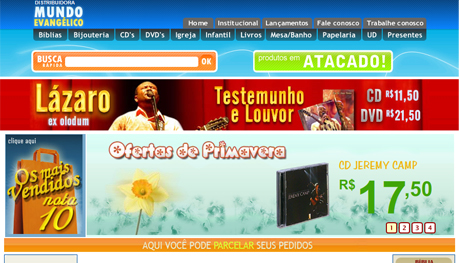 DISTRIBUIDORA
MUNDO
EVANGÉLICO
Home Institucional Lançamentos Fale conosco Trabalhe conosco
Bíblias Bijouteria CD's DVD's Igreja Infantil Livros Mesa/Banho Papelaria UD Presentes
BUSCA
RÁPIDA
OK
produtos em ATACADO!
Lázaro
ex olodum
Testemunho
e Louvor
CD R$11,50
DVD R$21,50
clique aqui
Os mais
Vendidos
nota
10
Ofertas de Primavera
CD JEREMY CAMP
R$17,50
1 2 3 4
AQUI VOCÊ PODE PARCELAR SEUS PEDIDOS
BÍBLIA